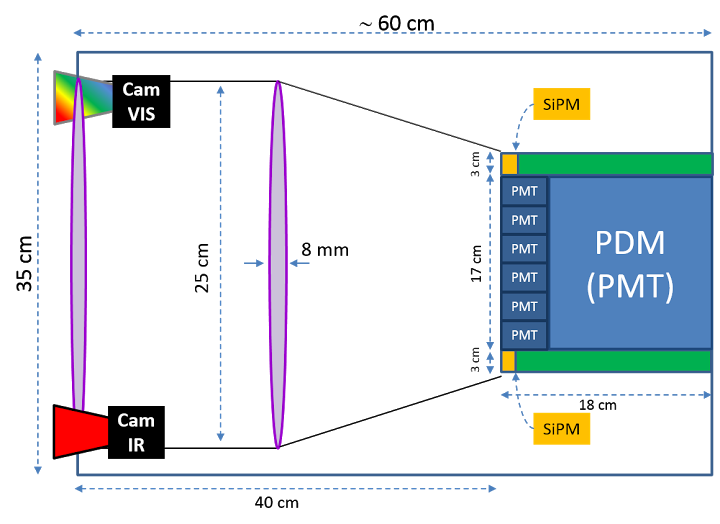 ~ 60 cm
Cam
VIS
SiPM
3 cm
PMT
PMT
PMT
PMT
PMT
PMT
PDM
(PMT)
35 cm
25 cm
8 mm
17 cm
3 cm
18 cm
Cam
IR
SiPM
40 cm